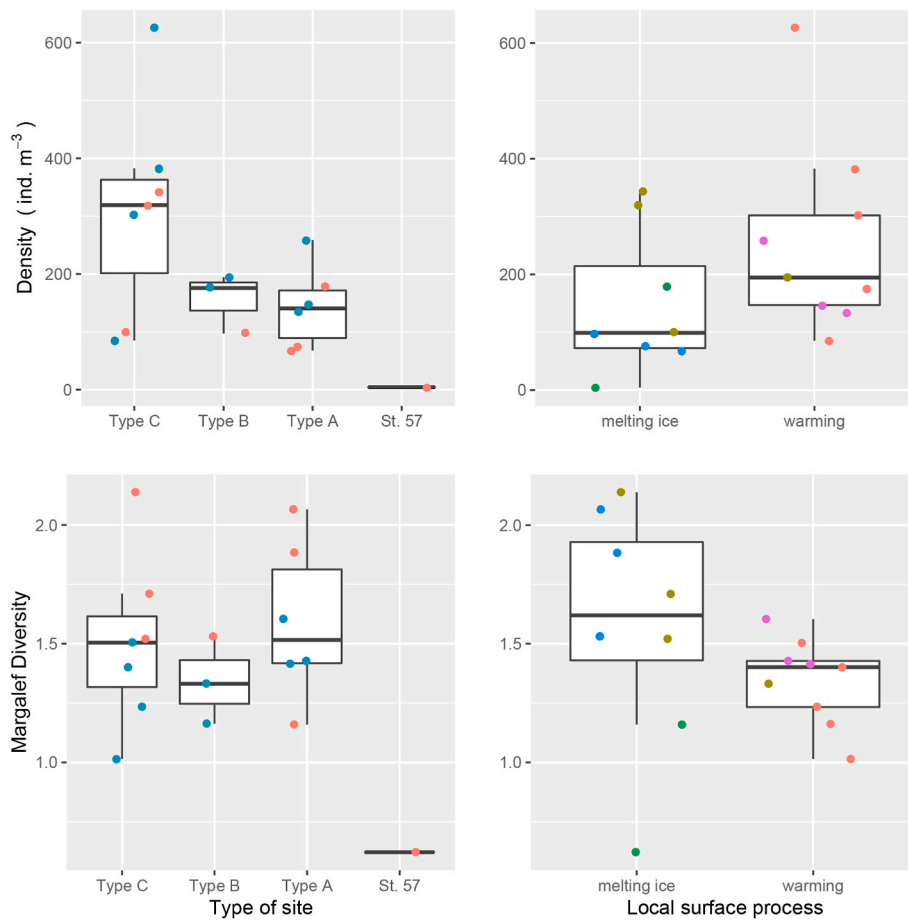 Density ( ind. m⁻³ )
600
400
200
0
Type C Type B Type A St. 57
600
400
200
0
melting ice warming
Margalef Diversity
2.0
1.5
1.0
Type C Type B Type A St. 57
Type of site
2.0
1.5
1.0
melting ice warming
Local surface process